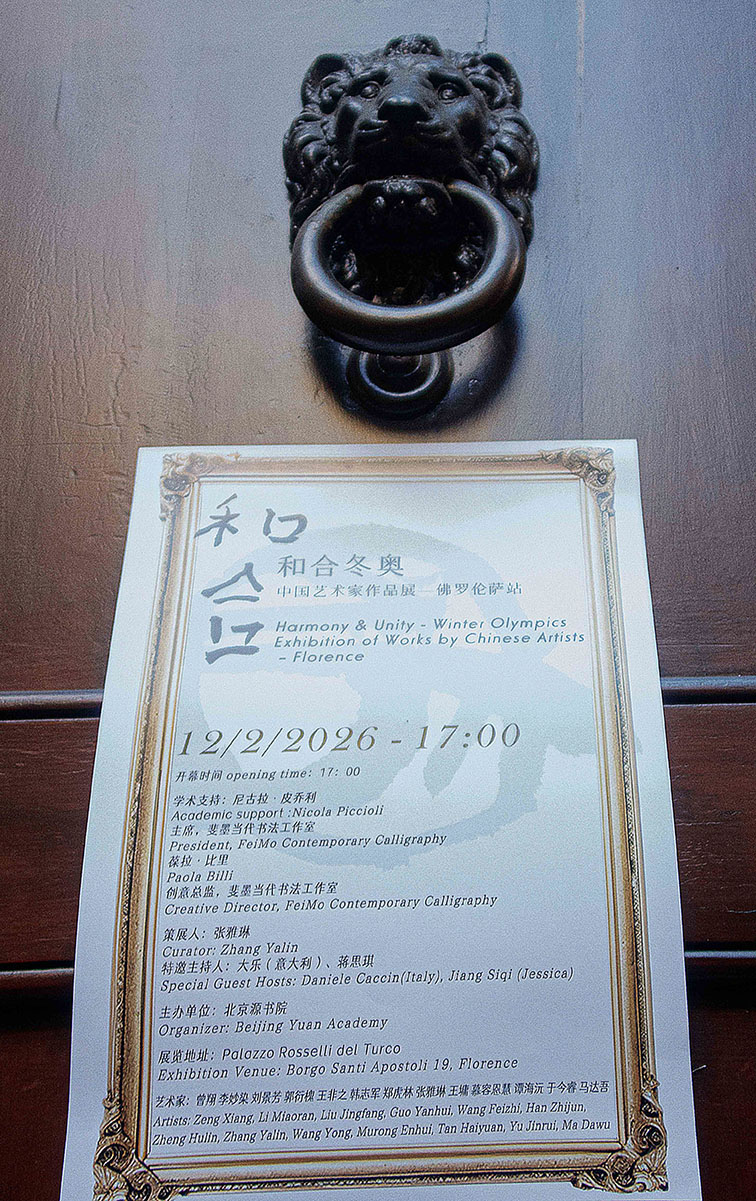 和合
和合冬奥
中国艺术家作品展—佛罗伦萨站
Harmony & Unity - Winter Olympics
Exhibition of Works by Chinese Artists
– Florence
12/2/2026 - 17:00
开幕时间 opening time: 17: 00
学术支持：尼古拉·皮乔利
Academic support :Nicola Piccioli
主席，斐墨当代书法工作室
President, FeiMo Contemporary Calligraphy
葆拉·比里
Paola Billi
创意总监，斐墨当代书法工作室
Creative Director, FeiMo Contemporary Calligraphy
策展人：张雅琳
Curator: Zhang Yalin
特邀主持人：大乐（意大利）、蒋思琪
Special Guest Hosts: Daniele Caccin(Italy), Jiang Siqi (Jessica)
主办单位：北京源书院
Organizer: Beijing Yuan Academy
展览地址：Palazzo Rosselli del Turco
Exhibition Venue: Borgo Santi Apostoli 19, Florence
艺术家：曾翔 李妙染 刘景芳 郭衍槐 王非之 韩志军 郑虎林 张雅琳 王墉 慕容恩慧 谭海沂 于今睿 马达吾
Artists: Zeng Xiang, Li Miaoran, Liu Jingfang, Guo Yanhui, Wang Feizhi, Han Zhijun,
Zheng Hulin, Zhang Yalin, Wang Yong, Murong Enhui, Tan Haiyuan, Yu Jinrui, Ma Dawu